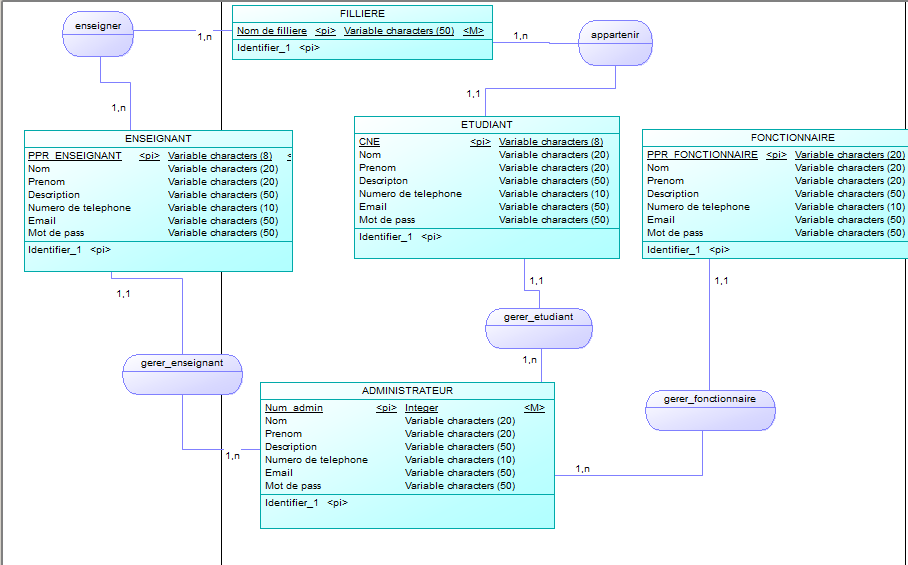 enseigner
1,n
FILLIERE
Nom de filliere <pi> Variable characters (50) <M>
Identifier_1 <pi>
1,n
appartenir
1,n
1,1
ENSEIGNANT
PPR_ENSEIGNANT <pi> Variable characters (8) <
Nom Variable characters (20)
Prenom Variable characters (20)
Description Variable characters (50)
Numero de telephone Variable characters (10)
Email Variable characters (50)
Mot de pass Variable characters (50)
Identifier_1 <pi>
ETUDIANT
CNE <pi> Variable characters (8)
Nom Variable characters (20)
Prenom Variable characters (20)
Descripton Variable characters (50)
Numero de telephone Variable characters (10)
Email Variable characters (50)
Mot de pass Variable characters (50)
Identifier_1 <pi>
FONCTIONNAIRE
PPR_FONCTIONNAIRE <pi> Variable characters (20)
Nom Variable characters (20)
Prenom Variable characters (20)
Description Variable characters (50)
Numero de telephone Variable characters (10)
Email Variable characters (50)
Mot de pass Variable characters (50)
Identifier_1 <pi>
1,1
1,1
1,1
gerer_enseignant
gerer_etudiant
gerer_fonctionnaire
1,n
1,n
1,n
ADMINISTRATEUR
Num_admin <pi> Integer <M>
Nom Variable characters (20)
Prenom Variable characters (20)
Description Variable characters (50)
Numero de telephone Variable characters (10)
Email Variable characters (50)
Mot de pass Variable characters (50)
Identifier_1 <pi>